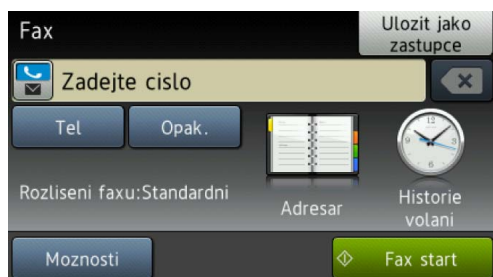 Fax
Ulozit jako
zastupce
Zadejte cislo
Tel
Opak.
Rozliseni faxu:Standardni
Adresar
Historie
volani
Moznosti
Fax start